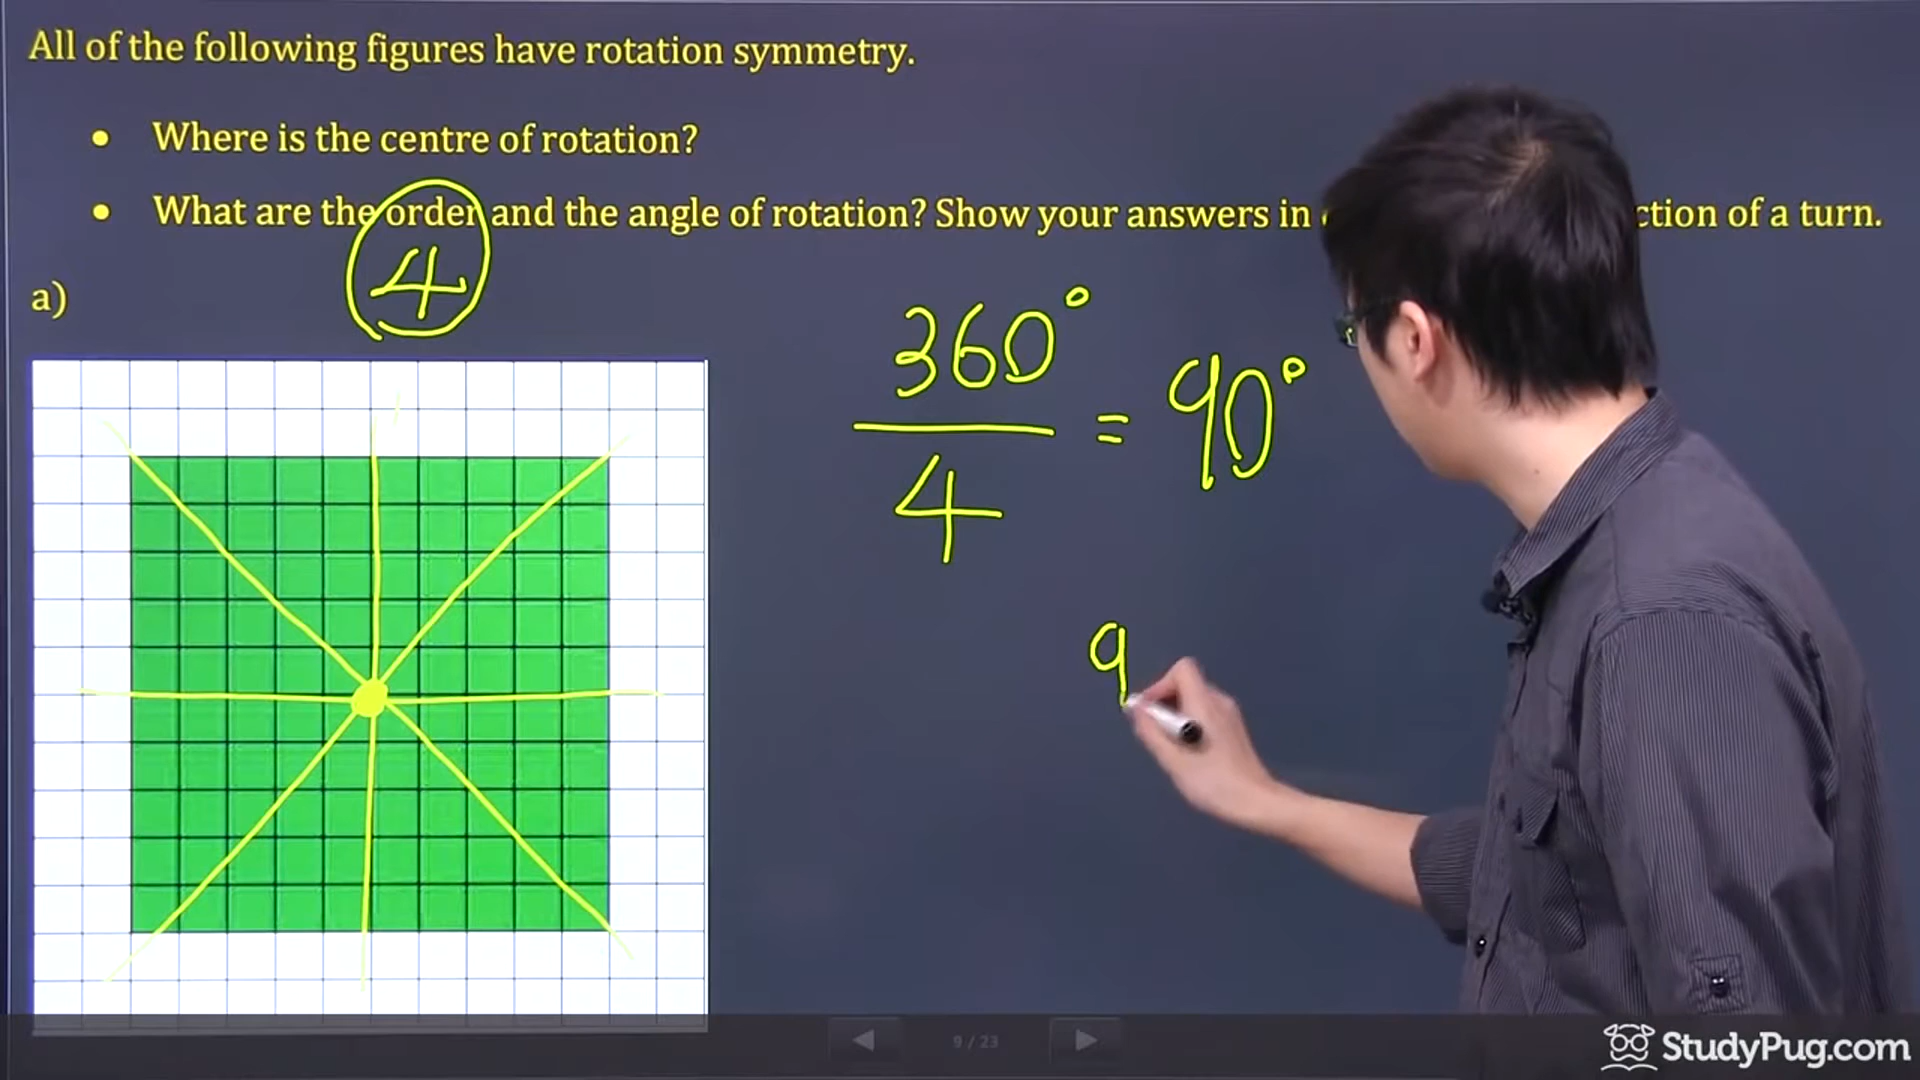 All of the following figures have rotation symmetry.
• Where is the centre of rotation?
• What are the order and the angle of rotation? Show your answers in ction of a turn.
4
a)
360°
4
= 90°
9
9 / 23
StudyPug.com